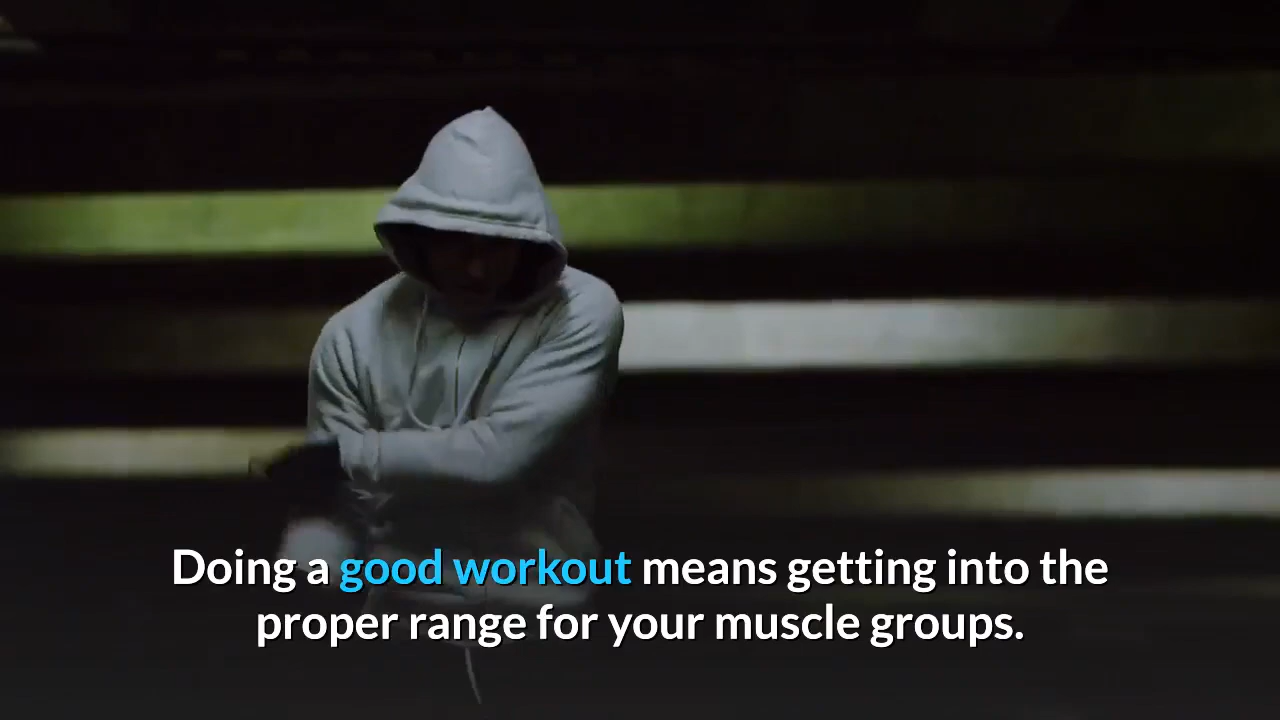 Doing a good workout means getting into the
proper range for your muscle groups.